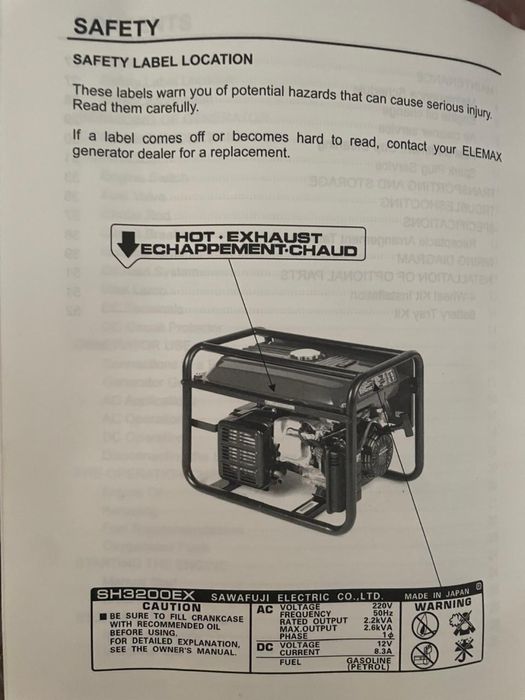 SAFETY
SAFETY LABEL LOCATION
These labels warn you of potential hazards that can cause serious injury.
Read them carefully.
If a label comes off or becomes hard to read, contact your ELEMAX
generator dealer for a replacement.
HOT · EXHAUST
ECHAPPEMENT·CHAUD
SH3200EX SAWAFUJI ELECTRIC CO.,LTD. MADE IN JAPAN
CAUTION
■ BE SURE TO FILL CRANKCASE
WITH RECOMMENDED OIL
BEFORE USING.
FOR DETAILED EXPLANATION,
SEE THE OWNER'S MANUAL.
AC VOLTAGE 220V
FREQUENCY 50Hz
RATED OUTPUT 2.2kVA
MAX.OUTPUT 2.6kVA
PHASE 1ϕ
DC VOLTAGE 12V
CURRENT 8.3A
FUEL GASOLINE
(PETROL)
WARNING